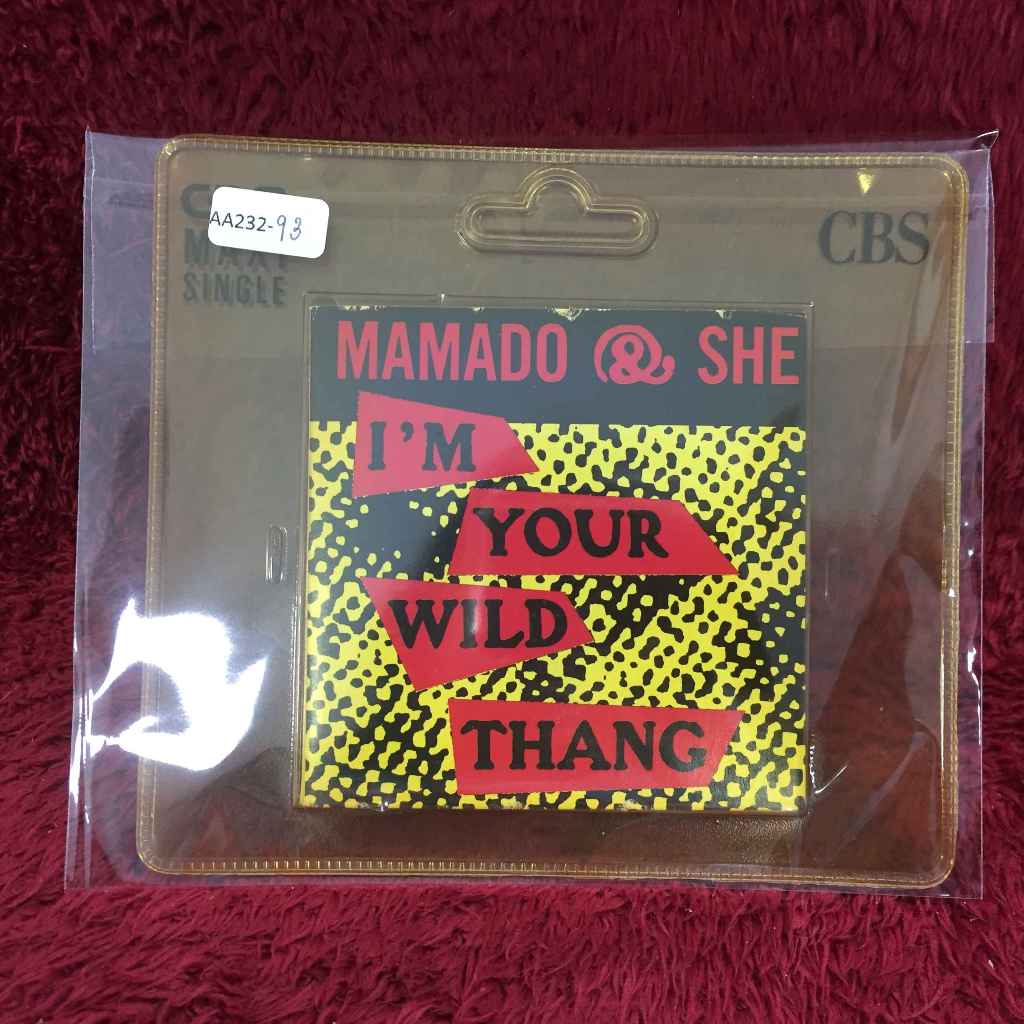 AA232-93
MAXI
SINGLE
CBS
MAMADO & SHE
I'M
YOUR
WILD
THANG